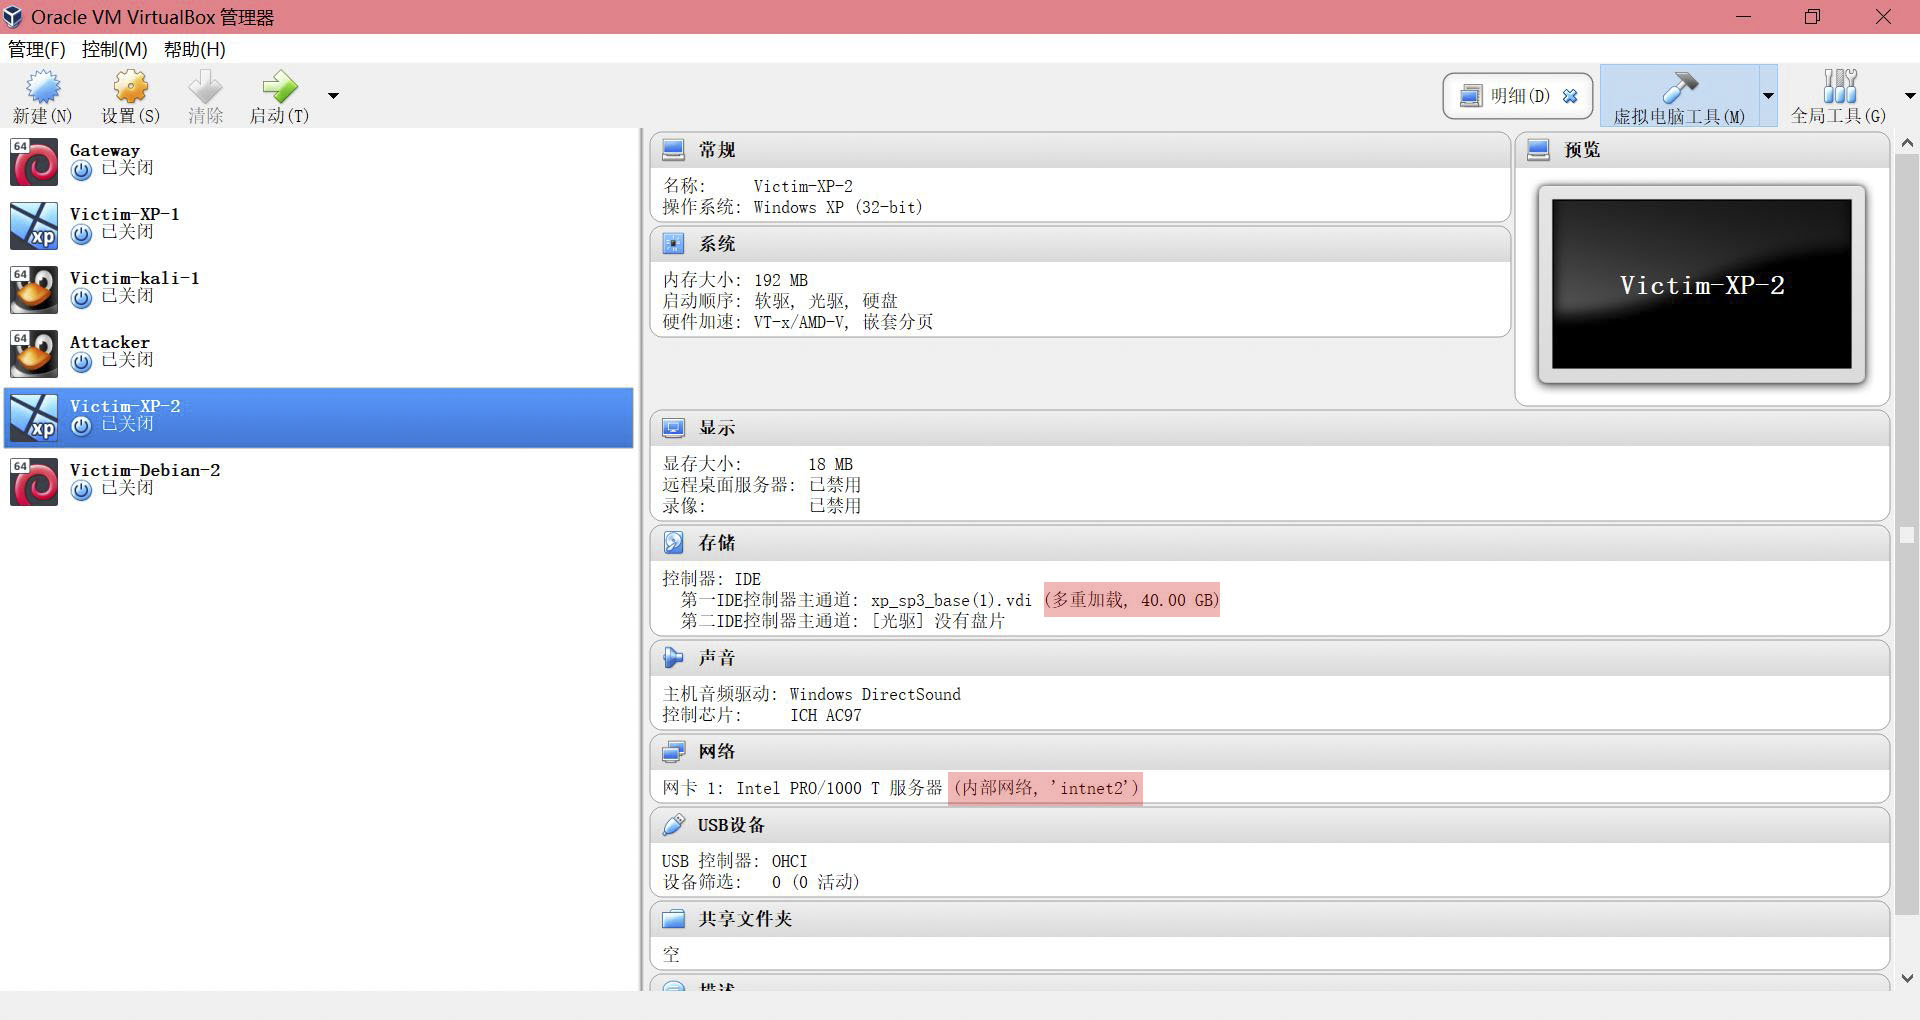 Oracle VM VirtualBox 管理器
管理(F) 控制(M) 帮助(H)
新建(N) 设置(S) 清除 启动(T) 明细(D) 虚拟电脑工具(M) 全局工具(G)
64
Gateway
已关闭
xp
Victim-XP-1
已关闭
64
Victim-kali-1
已关闭
64
Attacker
已关闭
xp
Victim-XP-2
已关闭
64
Victim-Debian-2
已关闭
常规
名称: Victim-XP-2
操作系统: Windows XP (32-bit)
预览
Victim-XP-2
系统
内存大小: 192 MB
启动顺序: 软驱, 光驱, 硬盘
硬件加速: VT-x/AMD-V, 嵌套分页
显示
显存大小: 18 MB
远程桌面服务器: 已禁用
录像: 已禁用
存储
控制器: IDE
第一IDE控制器主通道: xp_sp3_base(1).vdi (多重加载, 40.00 GB)
第二IDE控制器主通道: [光驱] 没有盘片
声音
主机音频驱动: Windows DirectSound
控制芯片: ICH AC97
网络
网卡 1: Intel PRO/1000 T 服务器 (内部网络, 'intnet2')
USB设备
USB 控制器: OHCI
设备筛选: 0 (0 活动)
共享文件夹
空
描述